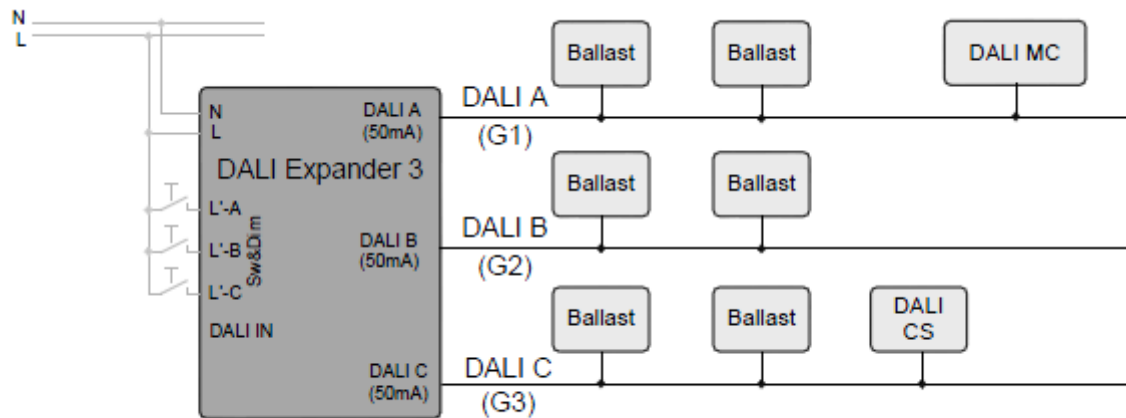 N
L
Ballast
Ballast
DALI MC
N
L
DALI A
(50mA)
DALI A
(G1)
DALI Expander 3
L'-A
L'-B
L'-C
Sw&Dim
DALI B
(50mA)
Ballast
Ballast
DALI B
(G2)
DALI IN
DALI C
(50mA)
Ballast
Ballast
DALI
CS
DALI C
(G3)